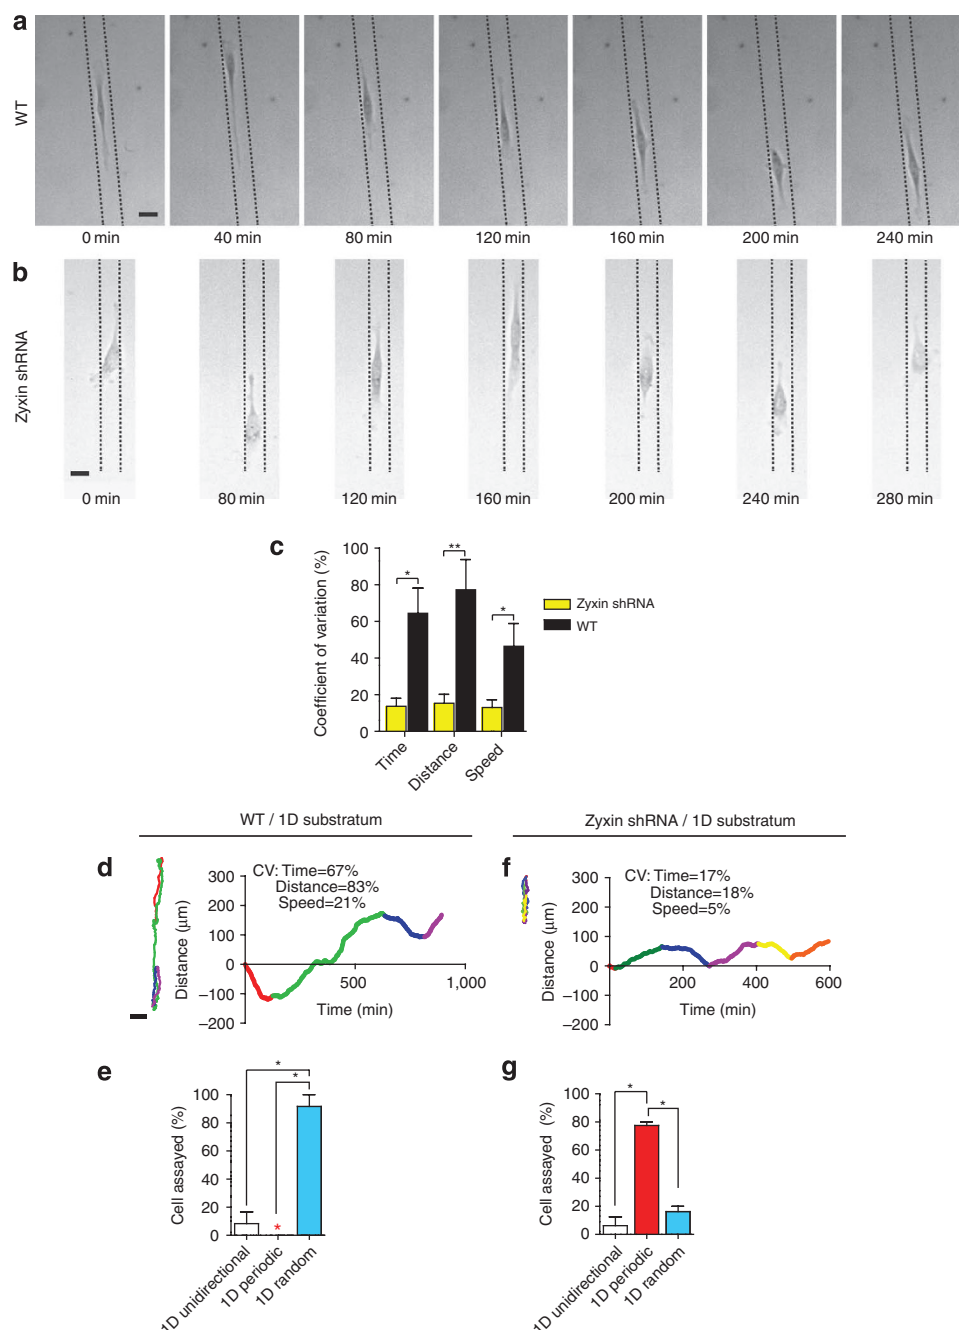 a
WT
0 min 40 min 80 min 120 min 160 min 200 min 240 min
b
Zyxin shRNA
0 min 80 min 120 min 160 min 200 min 240 min 280 min
c
Coefficient of variation (%)
100
80
60
40
20
0
*
**
*
Time
Distance
Speed
Zyxin shRNA
WT
WT / 1D substratum
d
CV: Time=67%
Distance=83%
Speed=21%
Distance (μm)
300
200
100
0
−100
−200
500
1,000
Time (min)
Zyxin shRNA / 1D substratum
f
CV: Time=17%
Distance=18%
Speed=5%
Distance (μm)
300
200
100
0
−100
−200
200
400
600
Time (min)
e
Cell assayed (%)
100
80
60
40
20
0
*
*
*
1D unidirectional
1D periodic
1D random
g
Cell assayed (%)
100
80
60
40
20
0
*
*
1D unidirectional
1D periodic
1D random